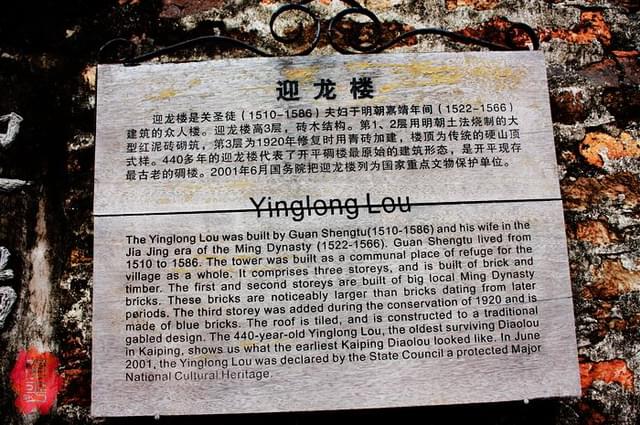 迎龙楼
迎龙楼是关圣徒（1510-1586）夫妇于明朝嘉靖年间（1522-1566）
建筑的众人楼。迎龙楼高3层，砖木结构。第1、2层用明朝土法烧制的大
型红泥砖砌筑，第3层为1920年修复时用青砖加建，楼顶为传统的硬山顶
式样。440多年的迎龙楼代表了开平碉楼最原始的建筑形态，是开平现存
最古老的碉楼。2001年6月国务院把迎龙楼列为国家重点文物保护单位。
Yinglong Lou
The Yinglong Lou was built by Guan Shengtu(1510-1586) and his wife in the
Jia Jing era of the Ming Dynasty (1522-1566). Guan Shengtu lived from
1510 to 1586. The tower was built as a communal place of refuge for the
village as a whole. It comprises three storeys, and is built of brick and
timber. The first and second storeys are built of big local Ming Dynasty
bricks. These bricks are noticeably larger than bricks dating from later
periods. The third storey was added during the conservation of 1920 and is
made of blue bricks. The roof is tiled, and is constructed to a traditional
gabled design. The 440-year-old Yinglong Lou, the oldest surviving Diaolou
in Kaiping, shows us what the earliest Kaiping Diaolou looked like. In June
2001, the Yinglong Lou was declared by the State Council a protected Major
National Cultural Heritage.